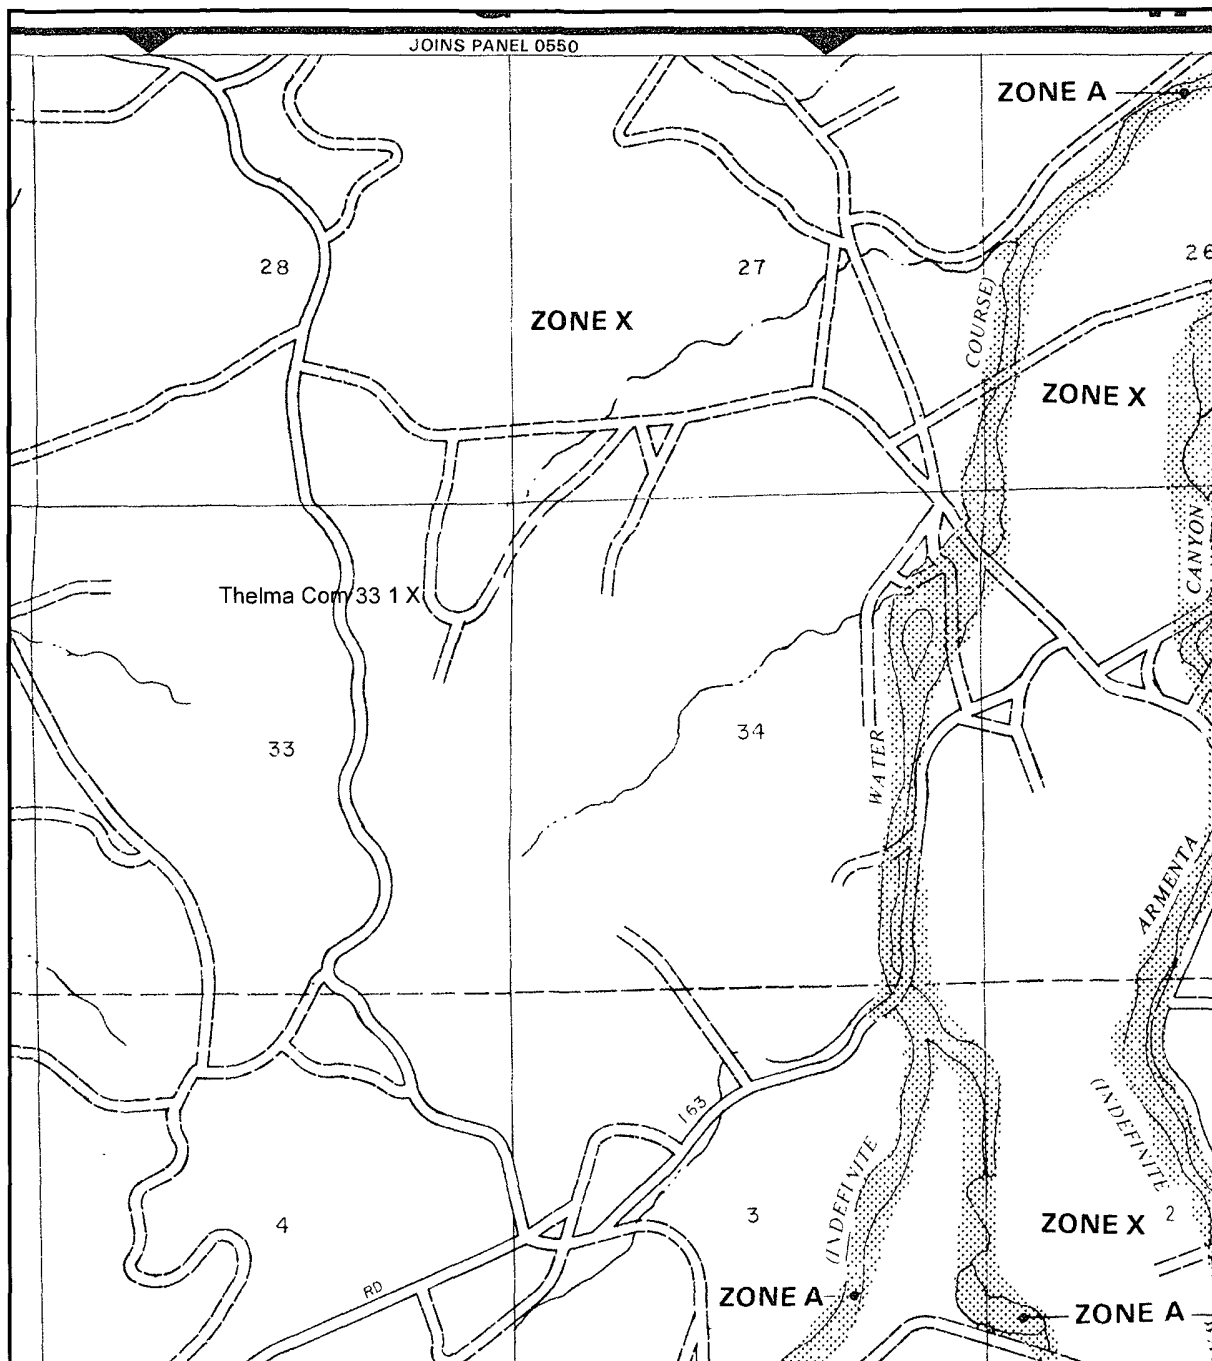 JOINS PANEL 0550
ZONE A
28
27
26
ZONE X
COURSE)
ZONE X
CANYON
Thelma Com 33 1 X
33
34
WATER
ARMENTA
163
(INDEFINITE
(INDEFINITE
4
3
ZONE X
2
RD
ZONE A
ZONE A